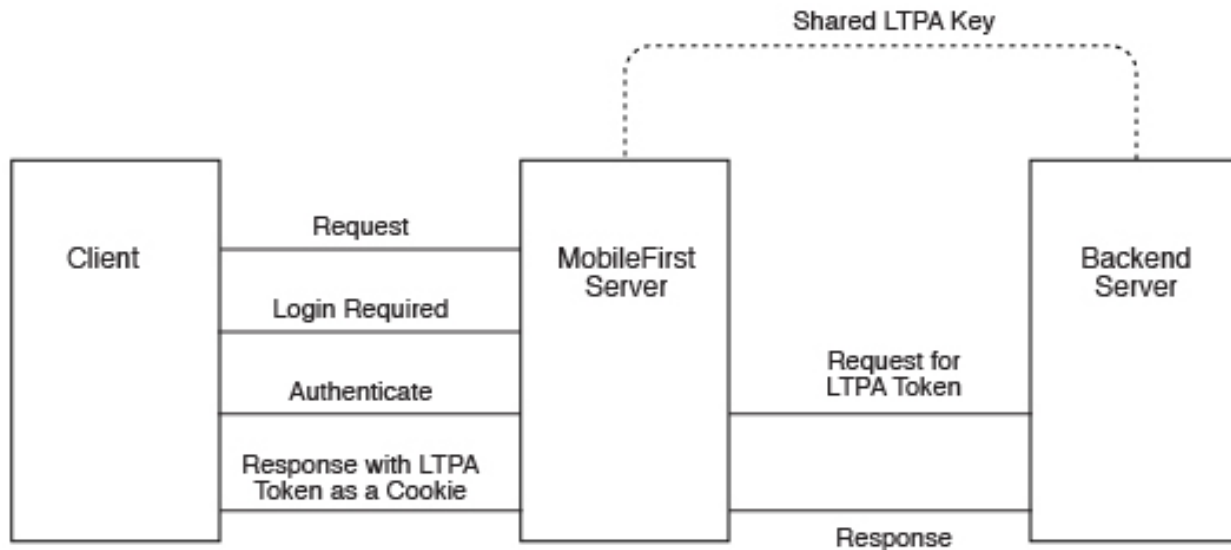 Shared LTPA Key
Client
Request
MobileFirst
Server
Backend
Server
Login Required
Authenticate
Request for
LTPA Token
Response with LTPA
Token as a Cookie
Response